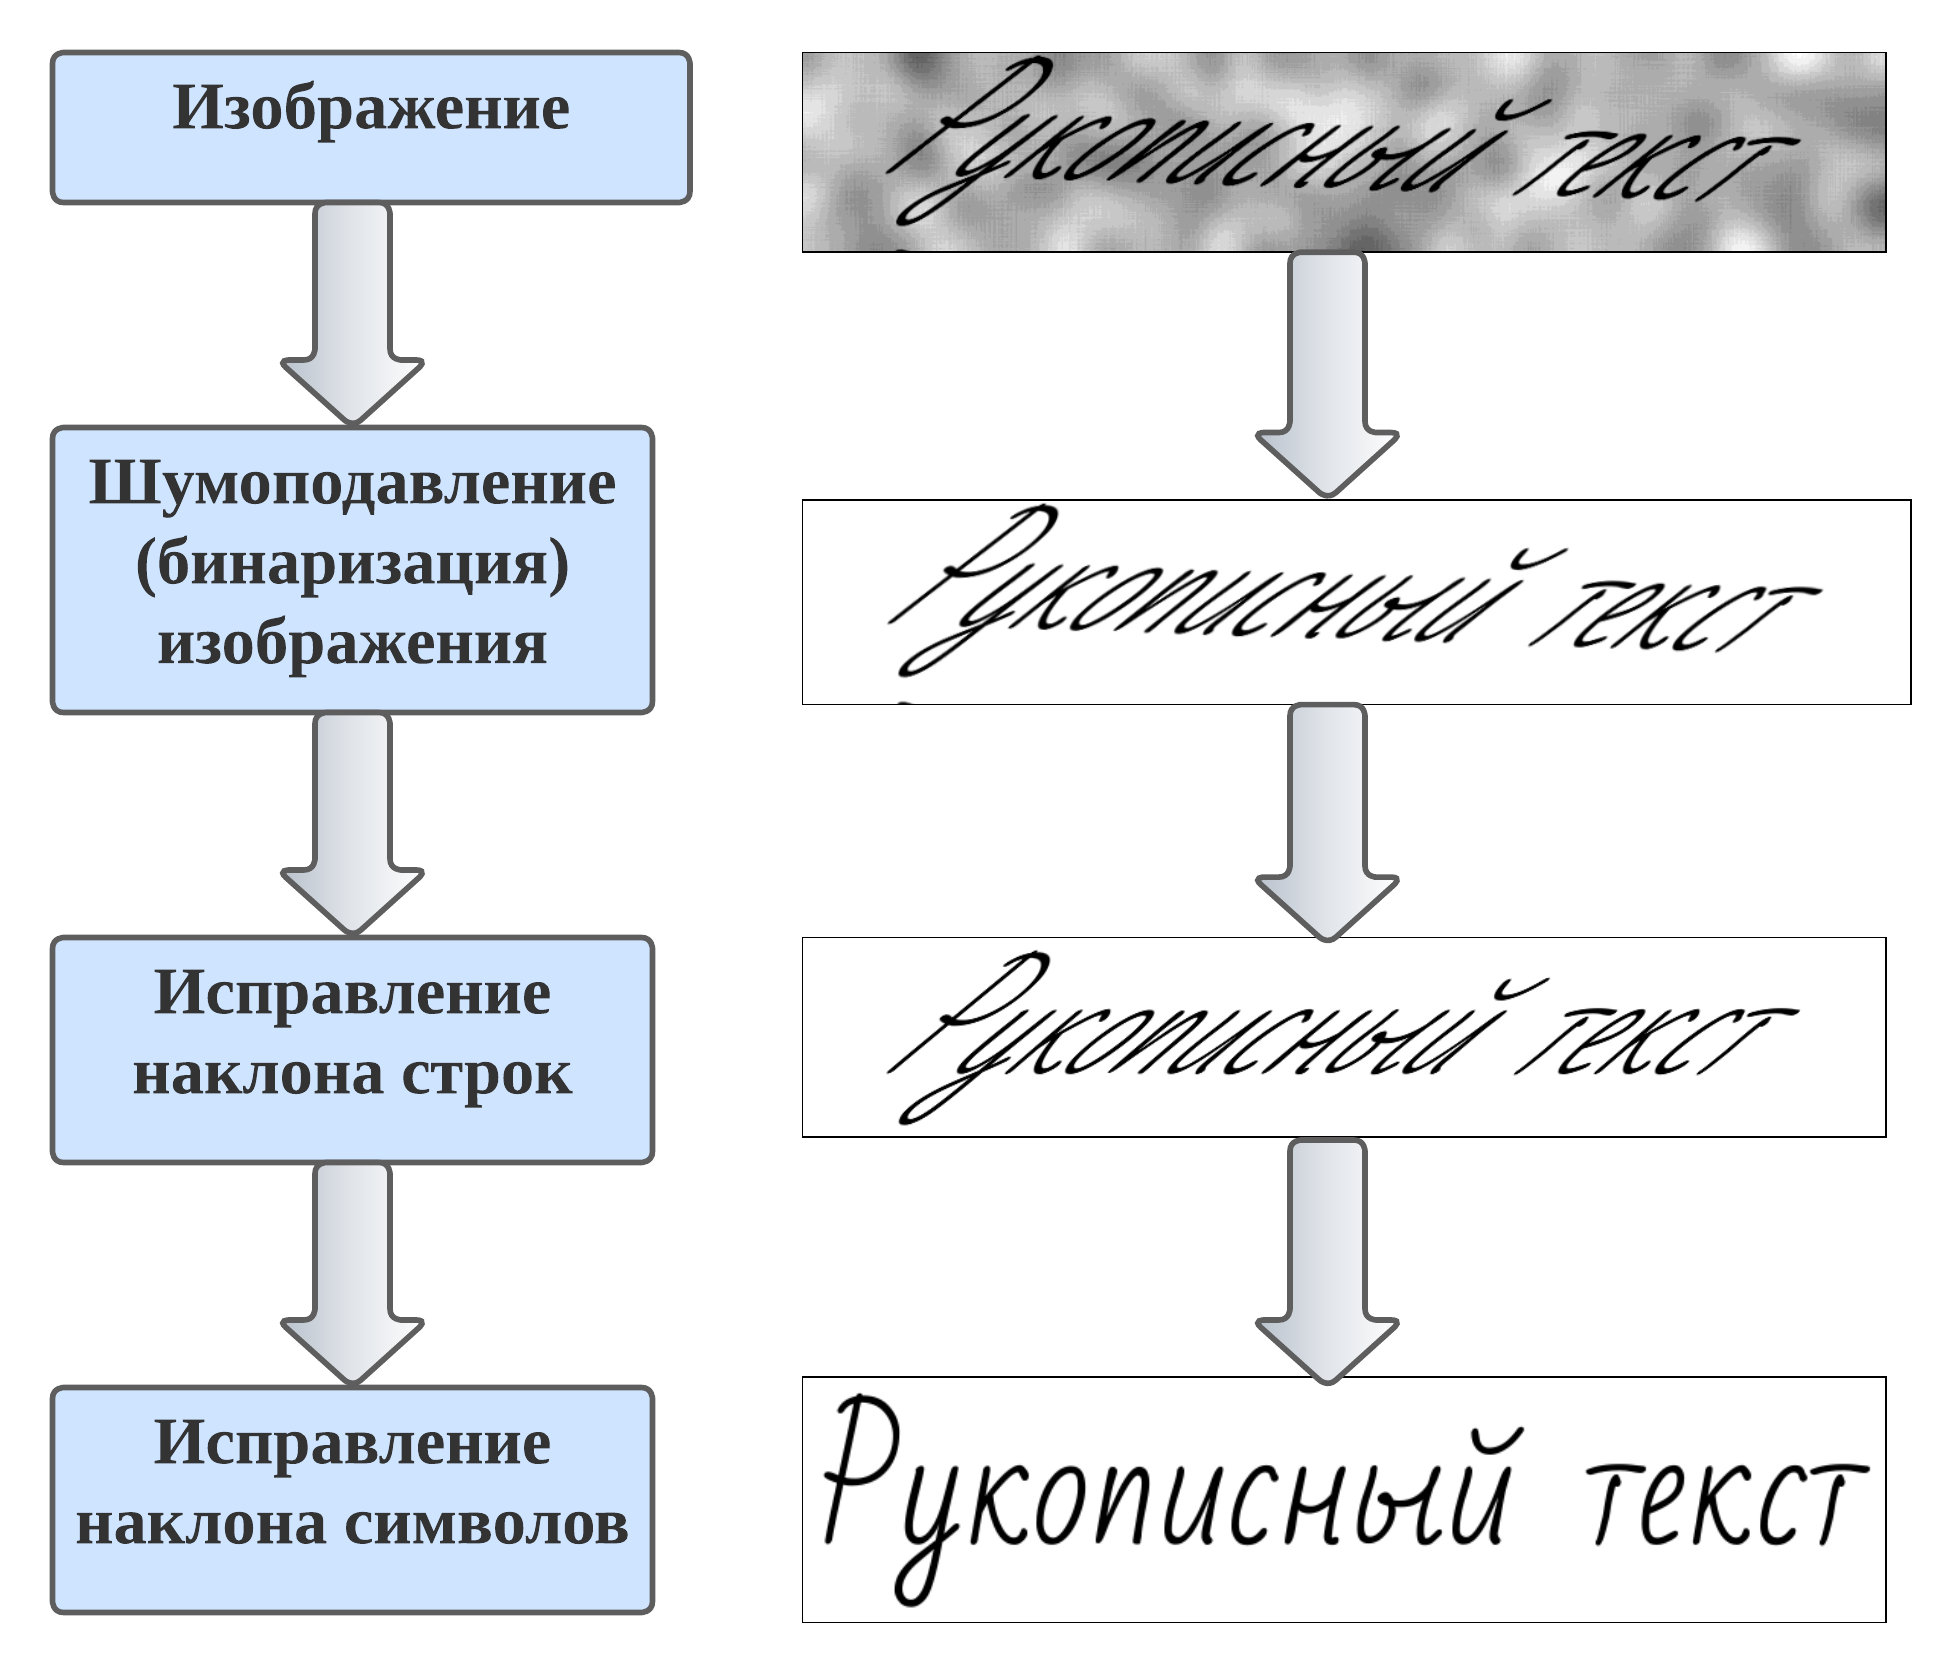 Изображение
Рукописный текст
Шумоподавление
(бинаризация)
изображения
Рукописный текст
Исправление
наклона строк
Рукописный текст
Исправление
наклона символов
Рукописный текст